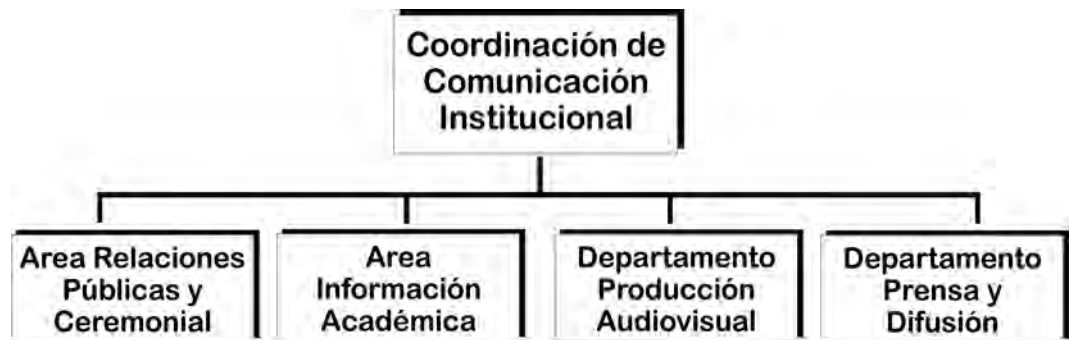 Coordinación de
Comunicación
Institucional
Area Relaciones
Públicas y
Ceremonial
Area
Información
Académica
Departamento
Producción
Audiovisual
Departamento
Prensa y
Difusión